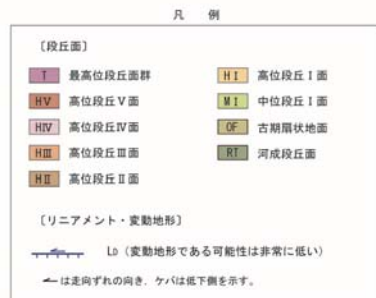 凡 例
〔段丘面〕
T 最高位段丘面群
HⅤ 高位段丘Ⅴ面
HⅣ 高位段丘Ⅳ面
HⅢ 高位段丘Ⅲ面
HⅡ 高位段丘Ⅱ面
HⅠ 高位段丘Ⅰ面
MⅠ 中位段丘Ⅰ面
OF 古期扇状地面
RT 河成段丘面
〔リニアメント・変動地形〕
LD（変動地形である可能性は非常に低い）
は走向ずれの向き．ケバは低下側を示す。